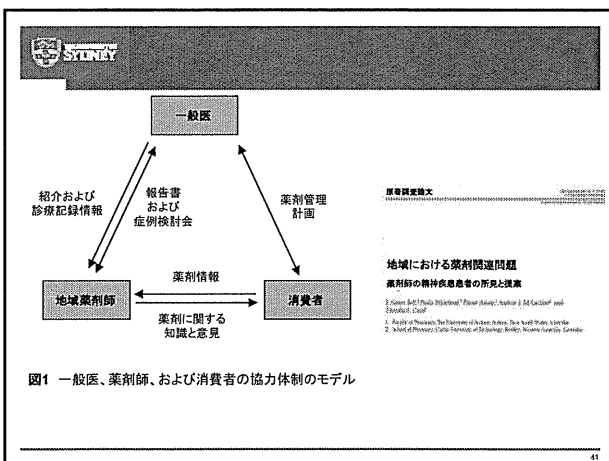 SYDNEY
一般医
紹介および
診療記録情報
報告書
および
症例検討会
薬剤管理
計画
地域薬剤師
薬剤情報
薬剤に関する
知識と意見
消費者
図1 一般医、薬剤師、および消費者の協力体制のモデル
原著調査論文
地域における薬剤関連問題
薬剤師の精神疾患患者の所見と提案
41